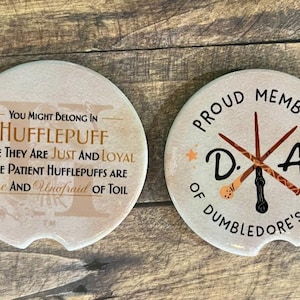 You Might Belong In
Hufflepuff
e They Are Just And Loyal
e Patient Hufflepuffs are
e And Unafraid of Toil
PROUD MEMB
D A
OF DUMBLEDORE'S